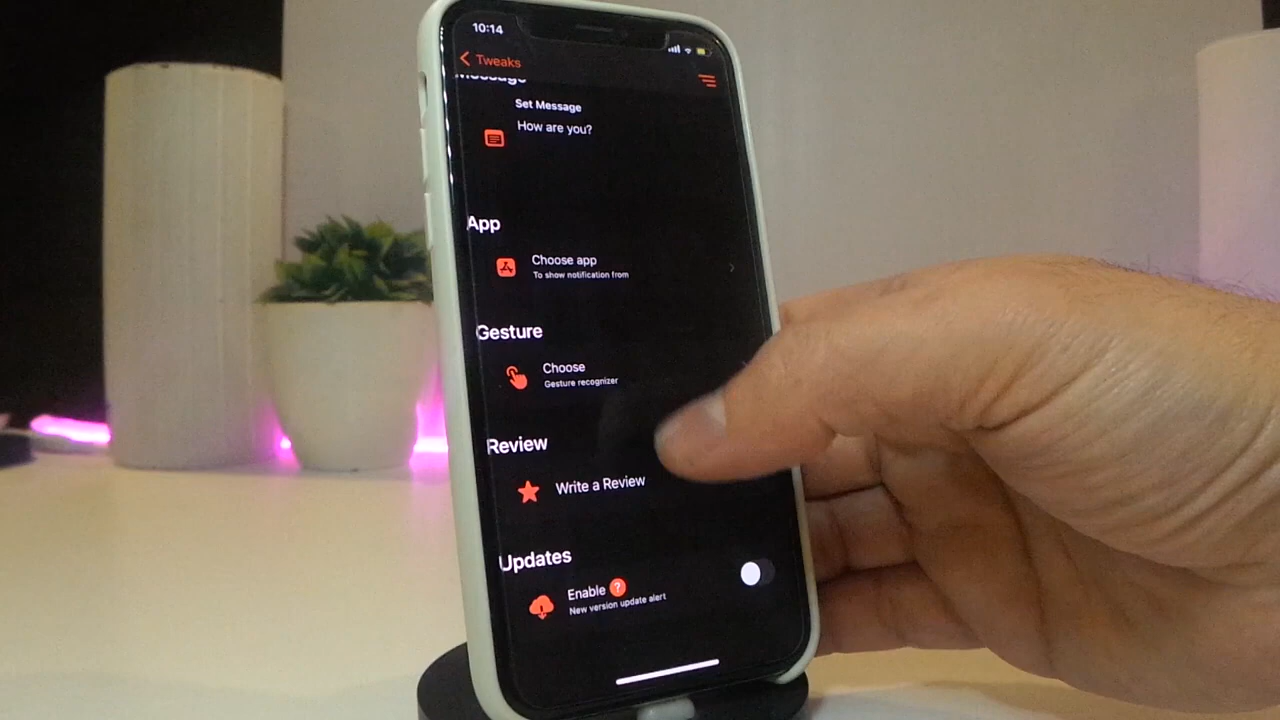 10:14
Tweaks
Message
Set Message
How are you?
App
Choose app
To show notification from
Gesture
Choose
Gesture recognizer
Review
Write a Review
Updates
Enable ?
New version update alert